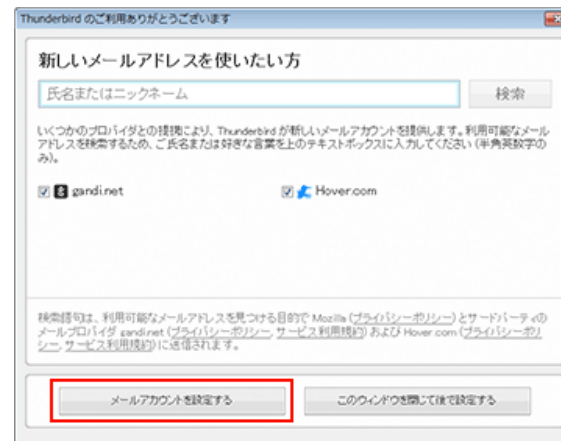 Thunderbird のご利用ありがとうございます
新しいメールアドレスを使いたい方
氏名またはニックネーム
検索
いくつかのプロバイダとの提携により、Thunderbird が新しいメールアカウントを提供します。利用可能なメール
アドレスを検索するため、ご氏名または好きな言葉を上のテキストボックスに入力してください (半角英数字の
み)。
gandi.net
Hover.com
検索語句は、利用可能なメールアドレスを見つける目的で Mozilla (プライバシーポリシー) とサードパーティの
メールプロバイダ gandi.net (プライバシーポリシー, サービス利用規約) および Hover.com (プライバシーポリ
シー, サービス利用規約) に送信されます。
メールアカウントを設定する
このウィンドウを閉じて後で設定する